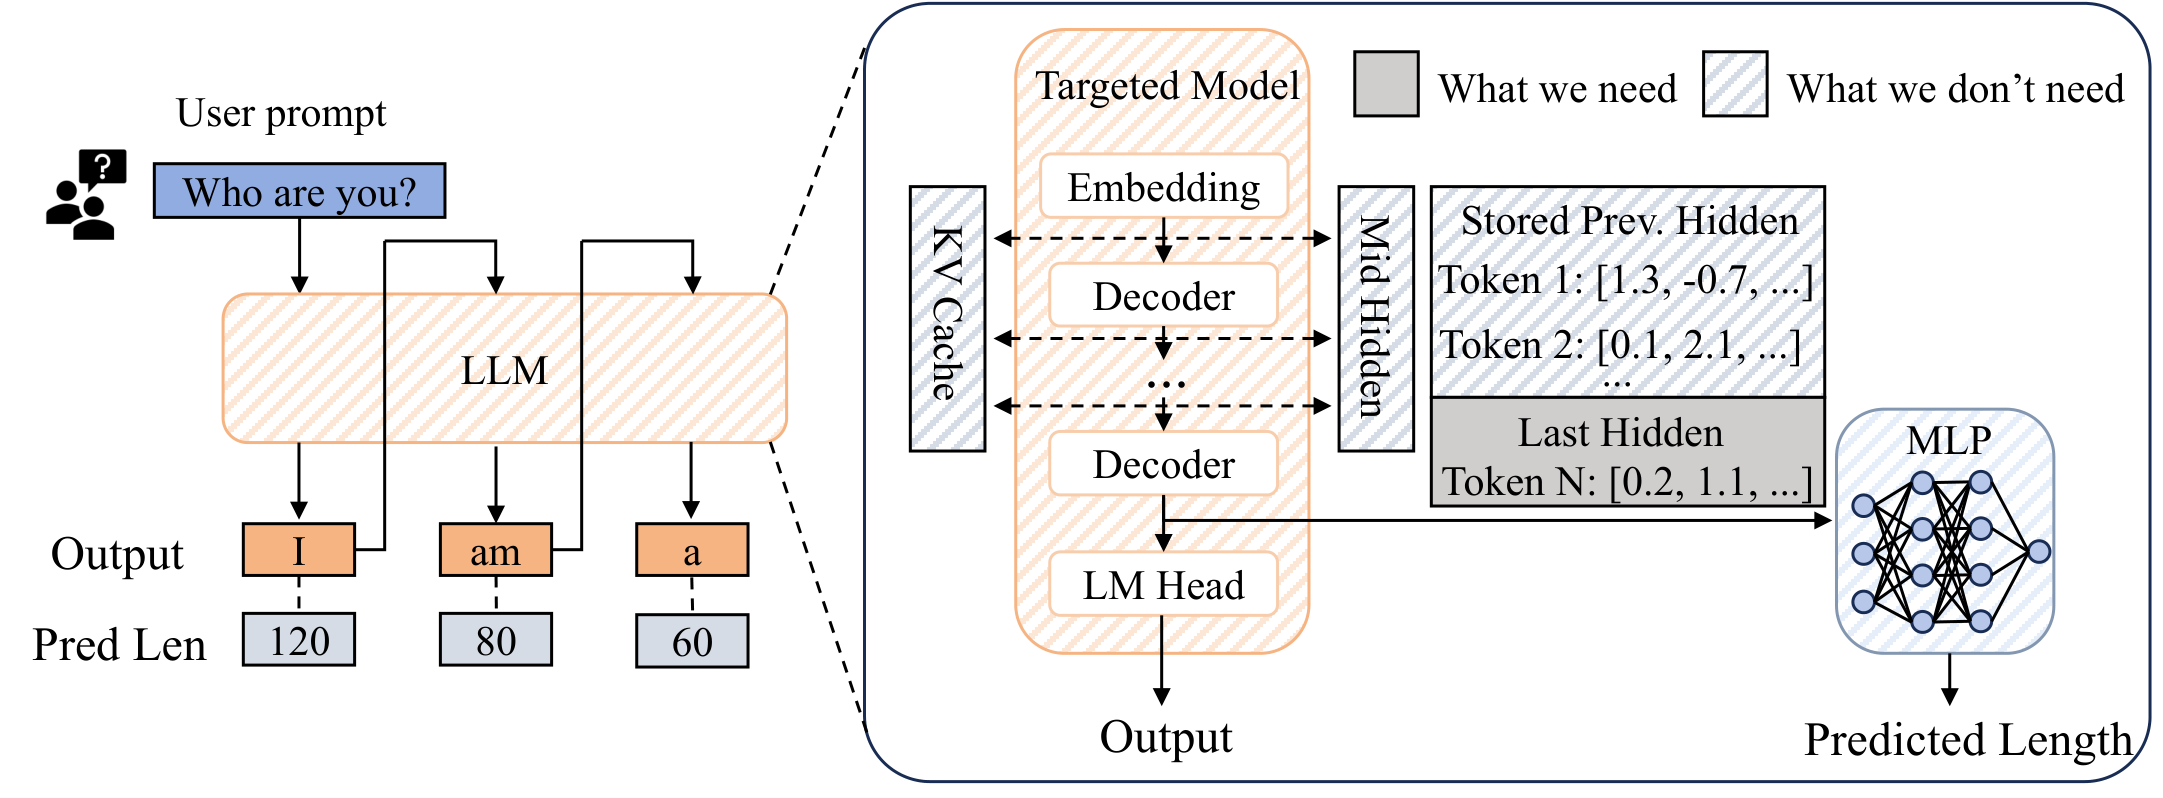 User prompt
?
Who are you?
LLM
Output
I
am
a
Pred Len
120
80
60
Targeted Model
What we need
What we don't need
Embedding
Decoder
...
Decoder
LM Head
Output
KV Cache
Mid Hidden
Stored Prev. Hidden
Token 1: [1.3, -0.7, ...]
Token 2: [0.1, 2.1, ...]
...
Last Hidden
Token N: [0.2, 1.1, ...]
MLP
Predicted Length